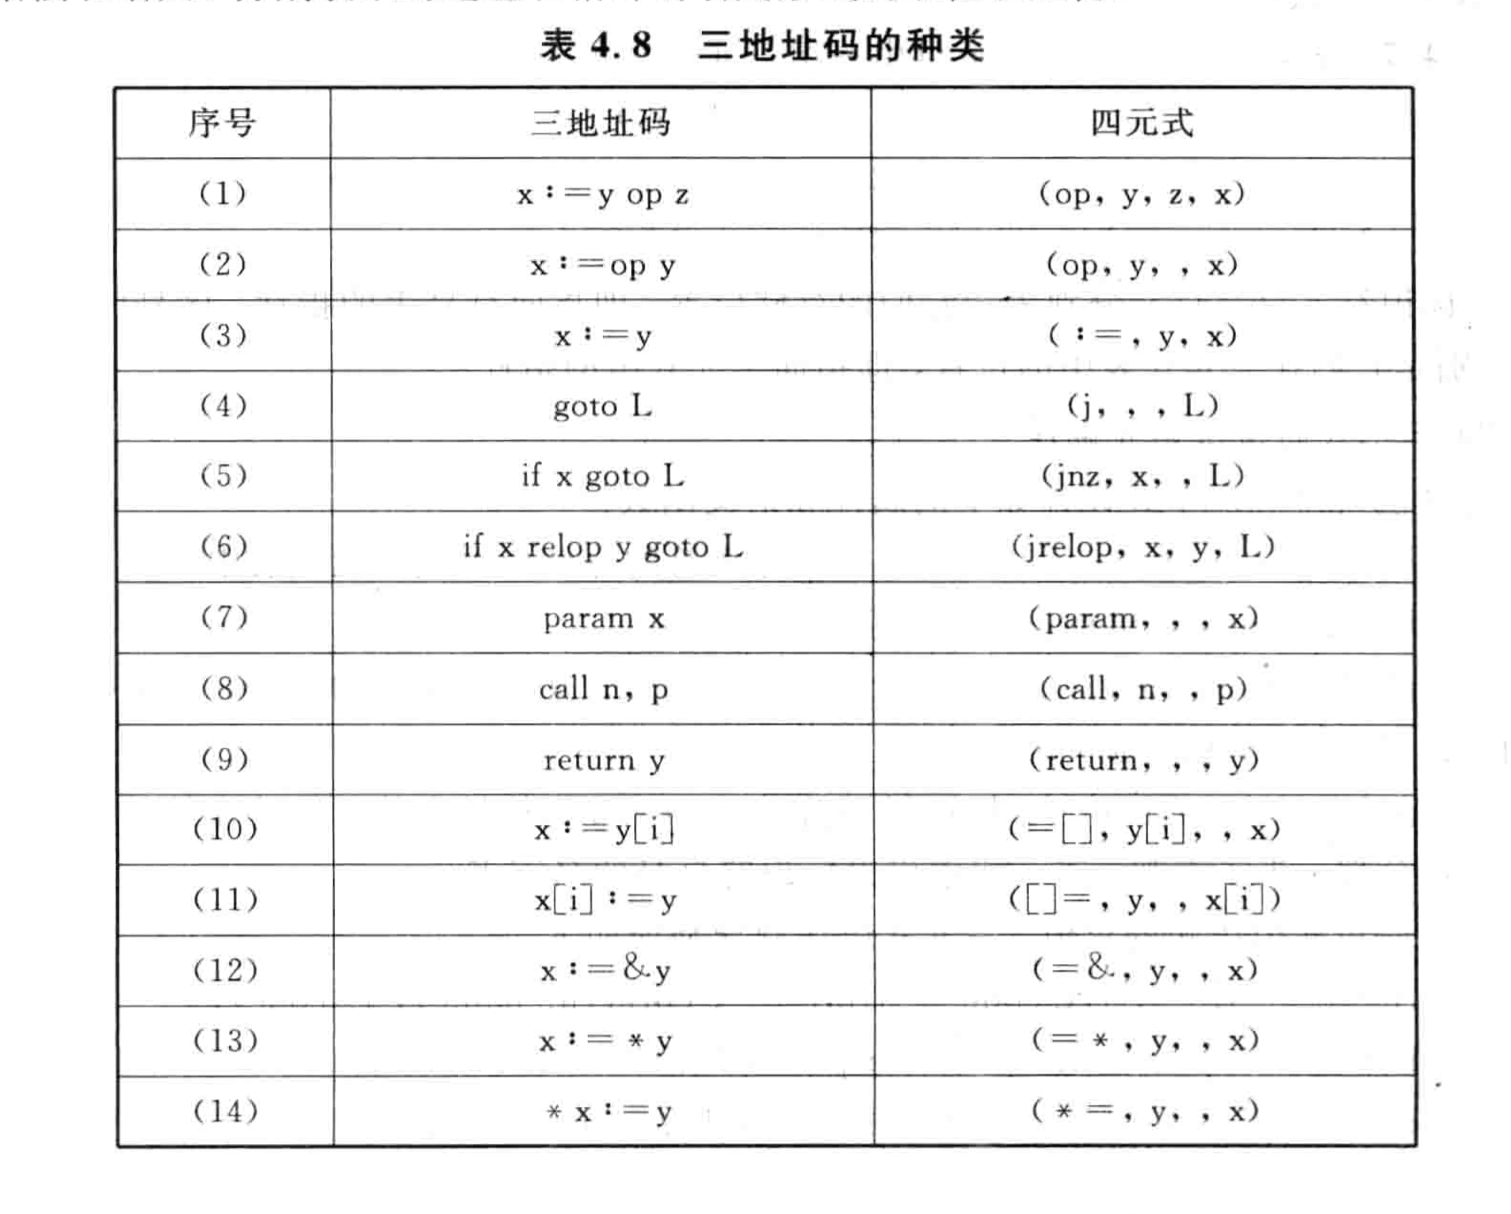 表 4.8 三地址码的种类
序号 三地址码 四元式
(1) x:=y op z (op, y, z, x)
(2) x:=op y (op, y, , x)
(3) x:=y (:=, y, x)
(4) goto L (j, , , L)
(5) if x goto L (jnz, x, , L)
(6) if x relop y goto L (jrelop, x, y, L)
(7) param x (param, , , x)
(8) call n, p (call, n, , p)
(9) return y (return, , , y)
(10) x:=y[i] (=[], y[i], , x)
(11) x[i]:=y ([]=, y, , x[i])
(12) x:=&y (=&, y, , x)
(13) x:=*y (=*, y, , x)
(14) *x:=y (*=, y, , x)